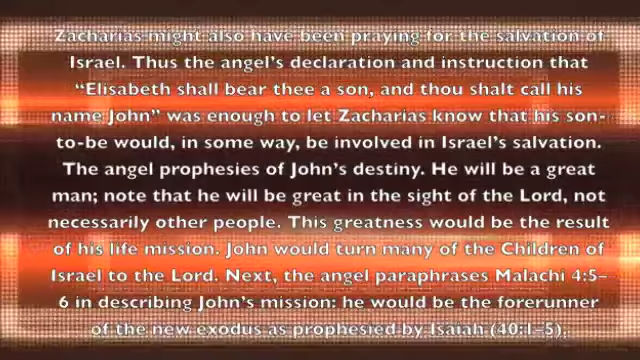 Zacharias might also have been praying for the salvation of
Israel. Thus the angel's declaration and instruction that
“Elisabeth shall bear thee a son, and thou shalt call his
name John” was enough to let Zacharias know that his son-
to-be would, in some way, be involved in Israel's salvation.
The angel prophesies of John's destiny. He will be a great
man; note that he will be great in the sight of the Lord, not
necessarily other people. This greatness would be the result
of his life mission. John would turn many of the Children of
Israel to the Lord. Next, the angel paraphrases Malachi 4:5–
6 in describing John's mission: he would be the forerunner
of the new exodus as prophesied by Isaiah (40:1–5).